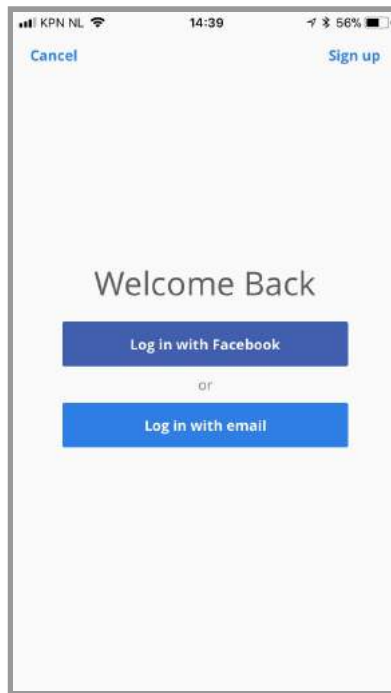 KPN NL 14:39 56%
Cancel Sign up
Welcome Back
Log in with Facebook
or
Log in with email